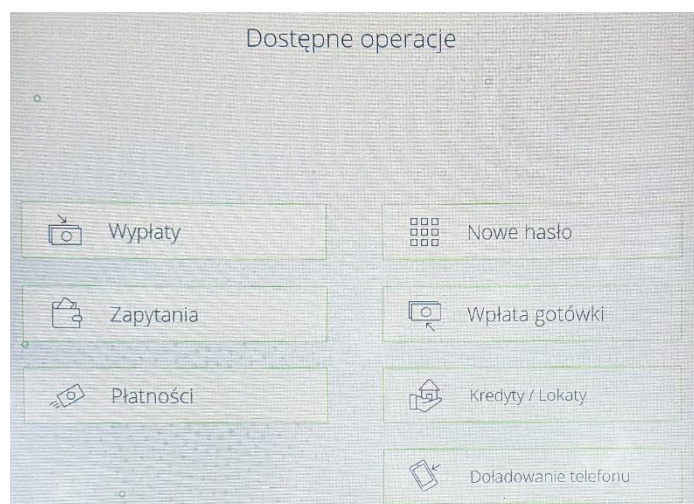 Dostępne operacje
Wypłaty
Nowe hasło
Zapytania
Wpłata gotówki
Płatności
Kredyty / Lokaty
Doładowanie telefonu